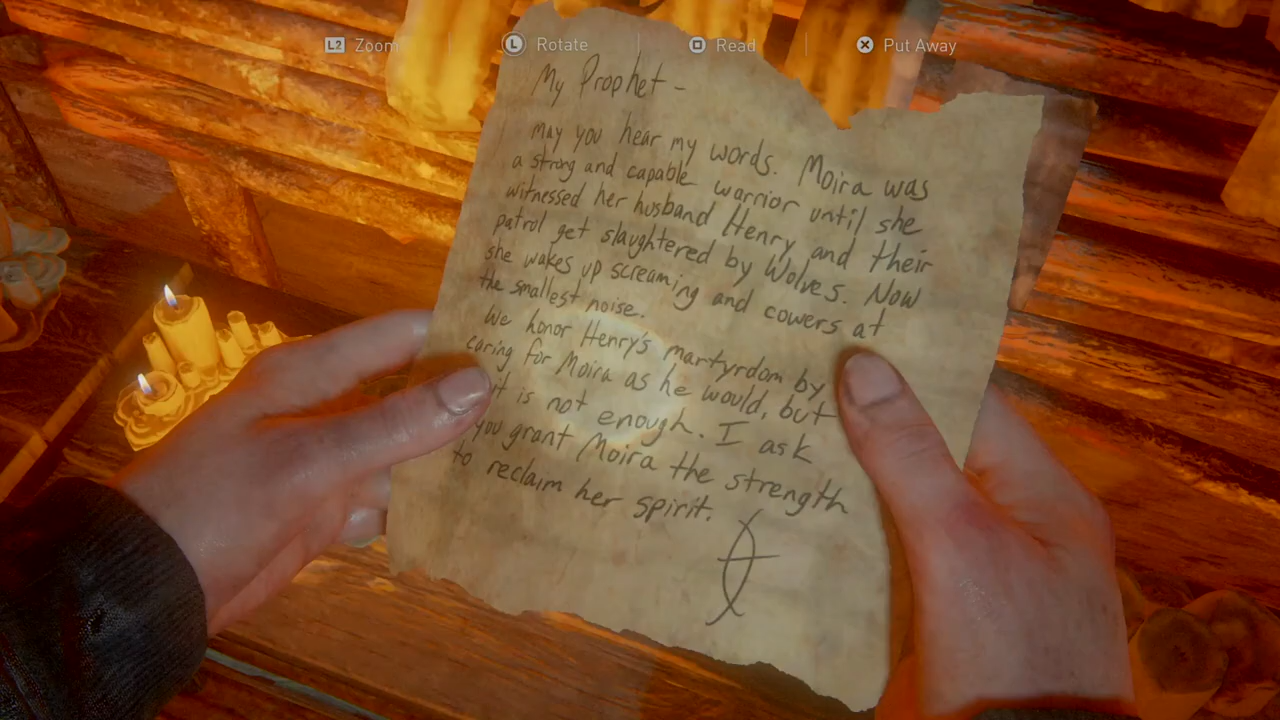 L2 Zoom
L Rotate
Read
Put Away
My Prophet -
may you hear my words. Moira was
a strong and capable warrior until she
witnessed her husband Henry and their
patrol get slaughtered by Wolves. Now
she wakes up screaming and cowers at
the smallest noise.
We honor Henry's martyrdom by
caring for Moira as he would, but
it is not enough. I ask
you grant Moira the strength
to reclaim her spirit.